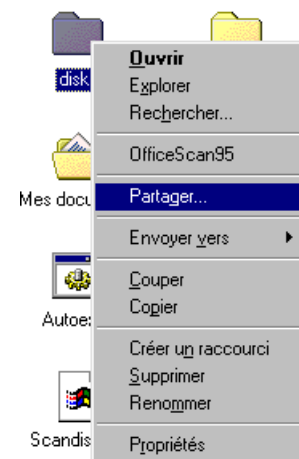 disk
Ouvrir
Explorer
Rechercher...
OfficeScan95
Mes docu
Partager...
Envoyer vers
Couper
Copier
Autoe
Créer un raccourci
Supprimer
Renommer
Scandis
Propriétés